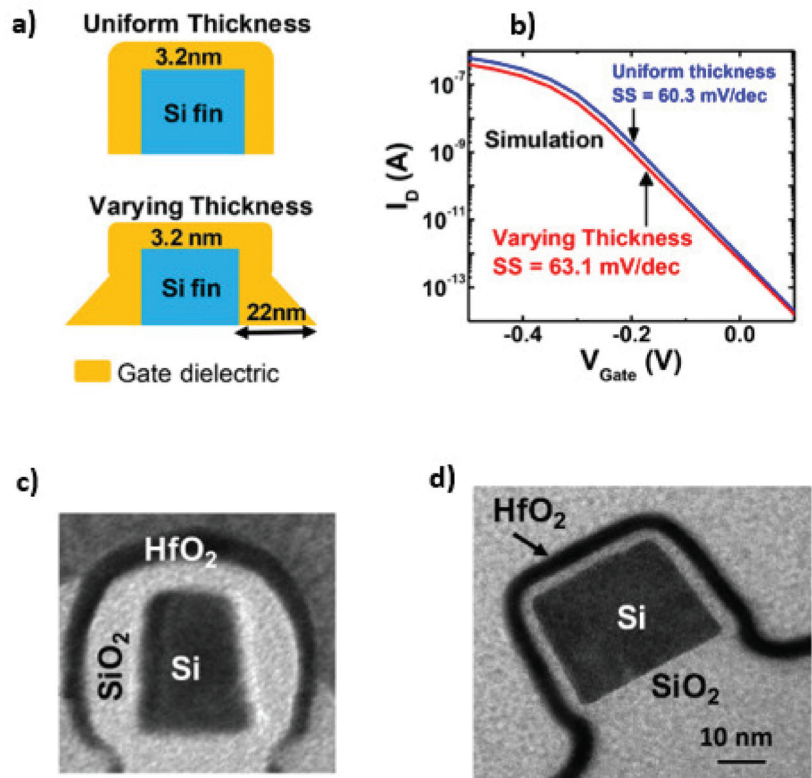 a)
Uniform Thickness
3.2nm
Si fin
Varying Thickness
3.2 nm
Si fin
22nm
Gate dielectric
b)
10⁻⁷
10⁻⁹
10⁻¹¹
10⁻¹³
I_D (A)
Uniform thickness
SS = 60.3 mV/dec
Simulation
Varying Thickness
SS = 63.1 mV/dec
-0.4
-0.2
0.0
V_Gate (V)
c)
HfO₂
SiO₂
Si
d)
HfO₂
Si
SiO₂
10 nm